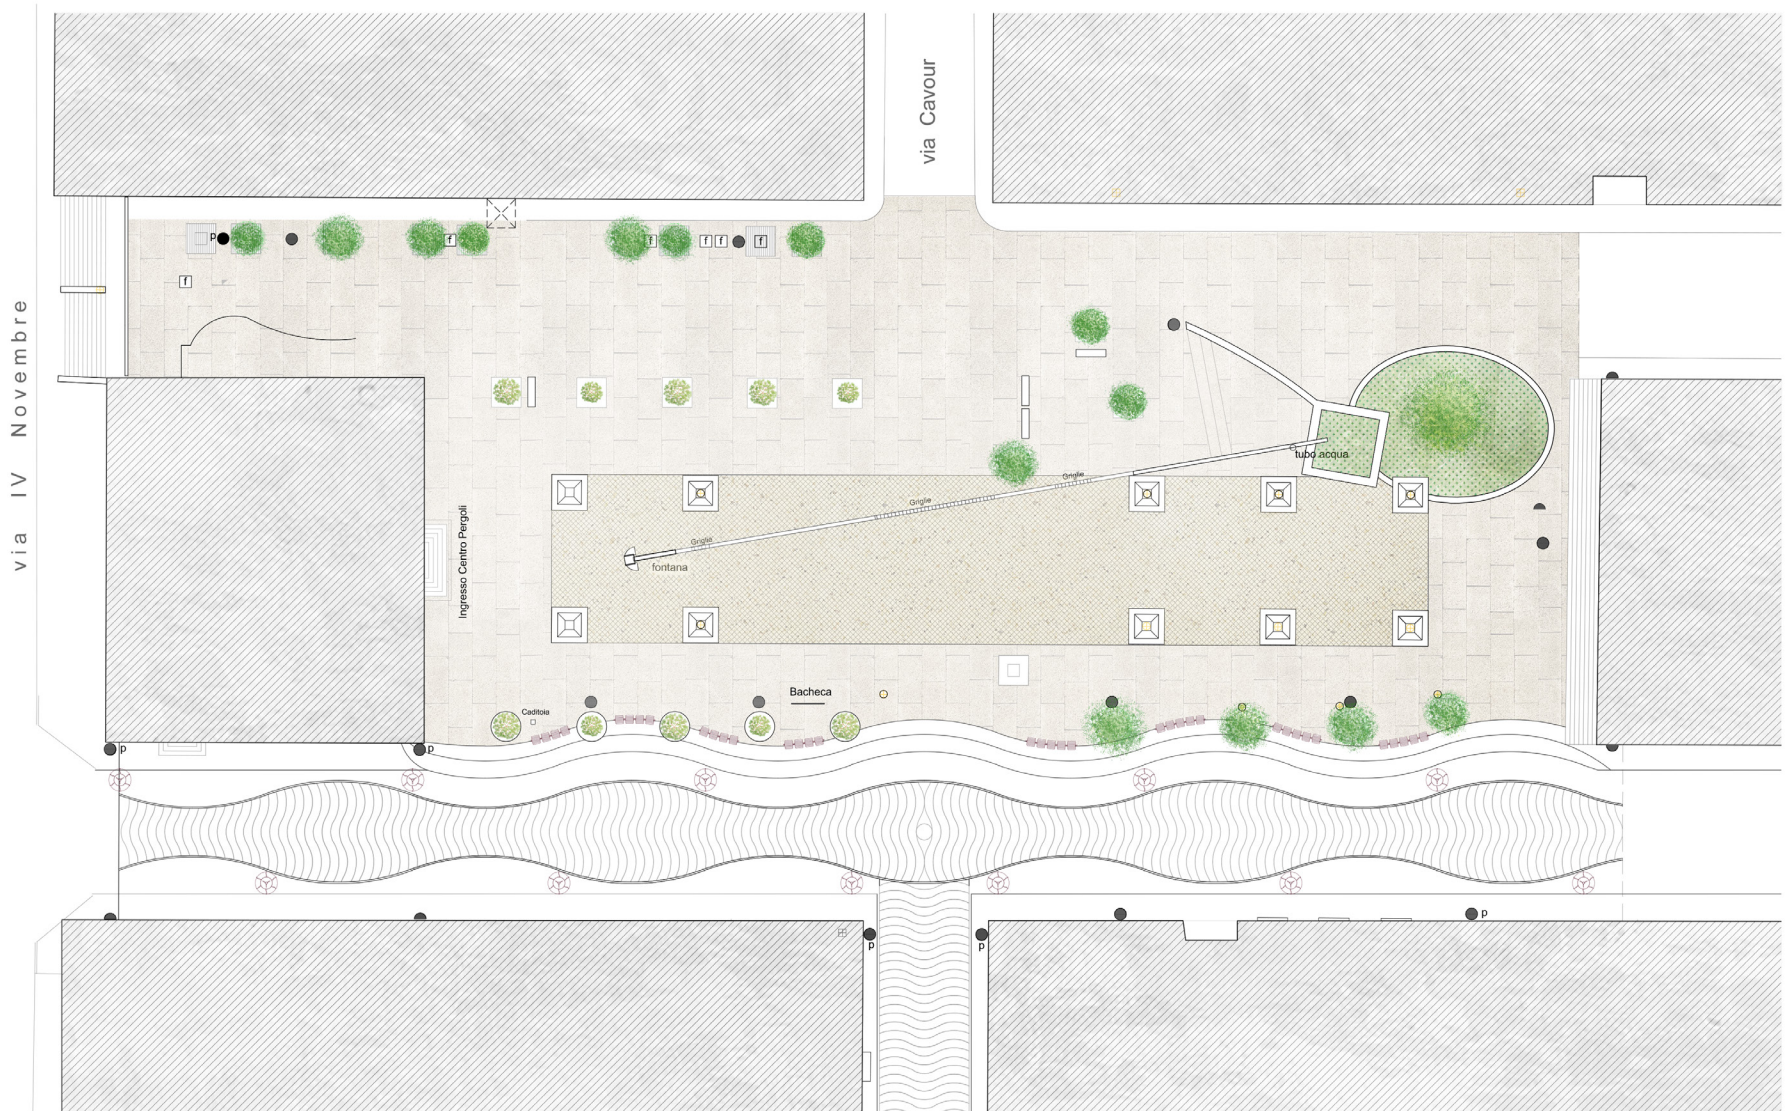 via Cavour
p
f
f
f
f
f
f
via IV Novembre
tubo acqua
Griglie
Griglie
Griglie
fontana
Ingresso Centro Pergoli
Bacheca
Caditoia
p
p
p
p
p